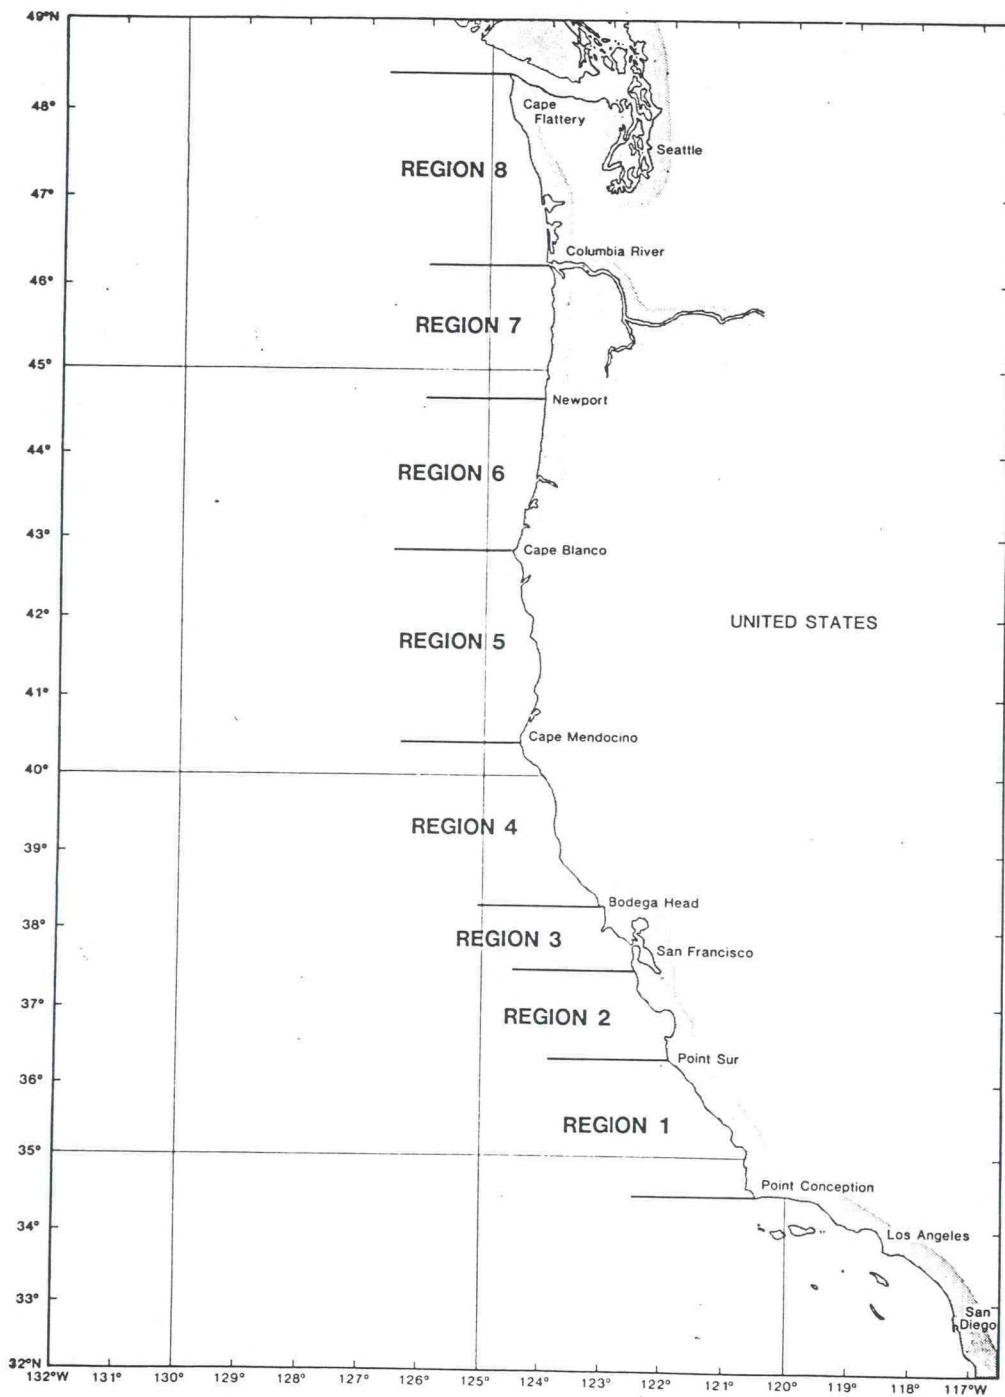 49°N
48°
Cape
Flattery
REGION 8
Seattle
47°
Columbia River
46°
REGION 7
45°
Newport
44°
REGION 6
43°
Cape Blanco
42°
UNITED STATES
REGION 5
41°
Cape Mendocino
40°
REGION 4
39°
Bodega Head
38°
REGION 3
San Francisco
37°
REGION 2
Point Sur
36°
REGION 1
35°
Point Conception
34°
Los Angeles
33°
San
Diego
32°N
132°W 131° 130° 129° 128° 127° 126° 125° 124° 123° 122° 121° 120° 119° 118° 117°W